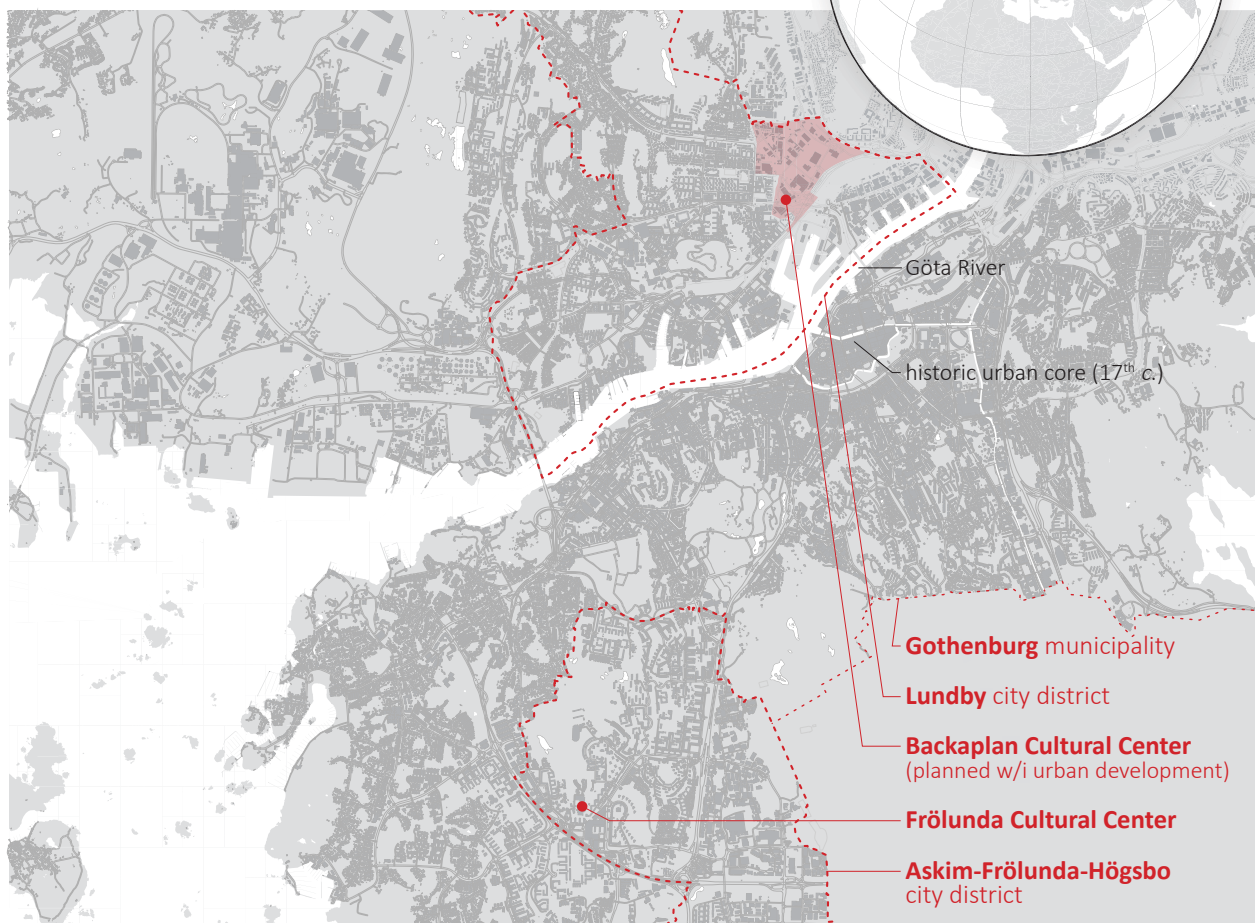 Göta River
historic urban core (17th c.)
Gothenburg municipality
Lundby city district
Backaplan Cultural Center
(planned w/i urban development)
Frölunda Cultural Center
Askim-Frölunda-Högsbo
city district